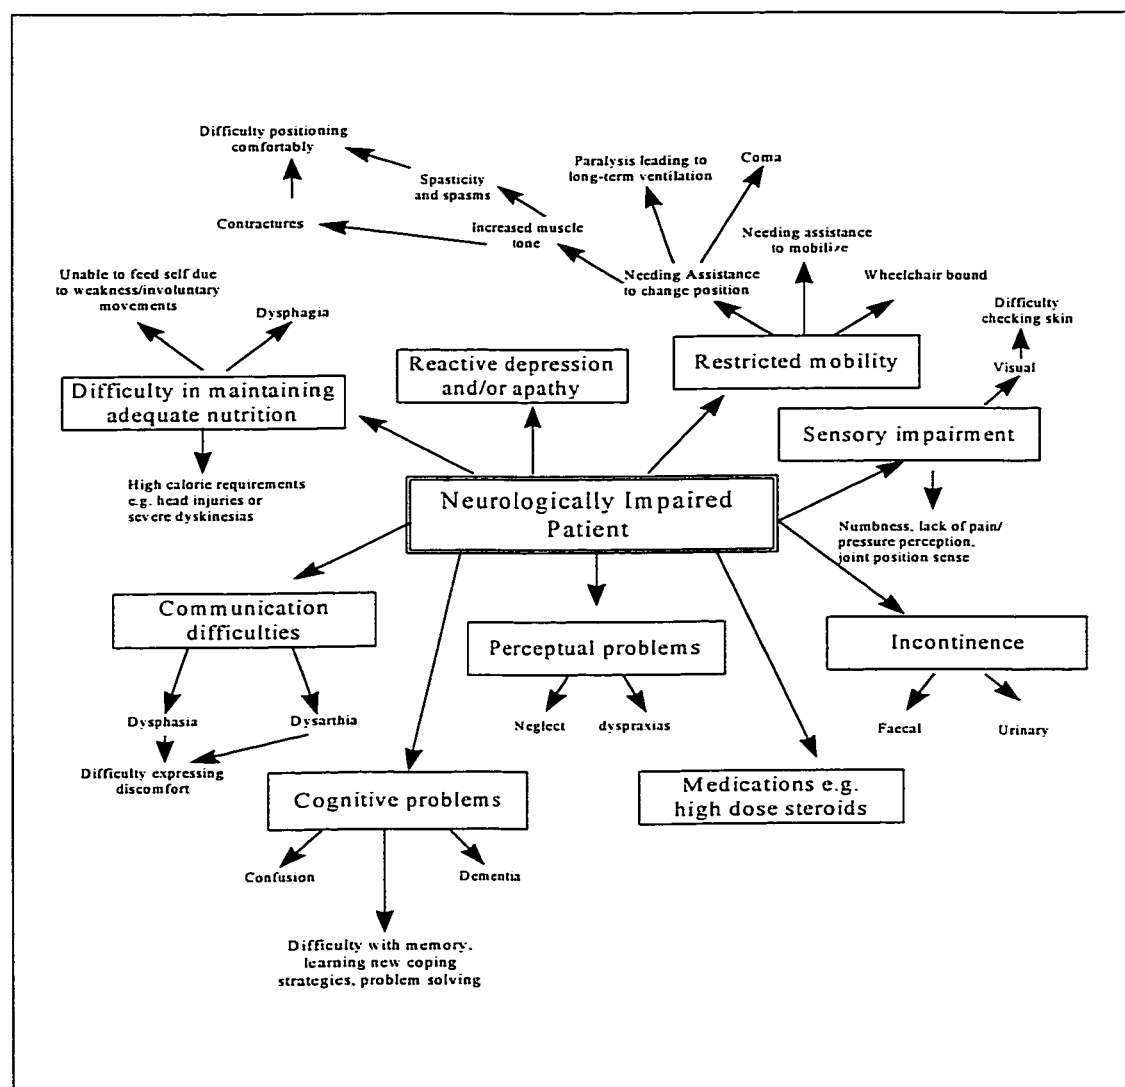 Difficulty positioning
comfortably
Paralysis leading to
long-term ventilation
Coma
Spasticity
and spasms
Contractures
Increased muscle
tone
Needing assistance
to mobilize
Unable to feed self due
to weakness/involuntary
movements
Dysphagia
Needing Assistance
to change position
Wheelchair bound
Difficulty
checking skin
Visual
Reactive depression
and/or apathy
Restricted mobility
Difficulty in maintaining
adequate nutrition
Sensory impairment
High calorie requirements
e.g. head injuries or
severe dyskinesias
Neurologically Impaired
Patient
Numbness, lack of pain/
pressure perception,
joint position sense
Communication
difficulties
Perceptual problems
Incontinence
Dysphasia
Dysarthia
Neglect
dyspraxias
Faecal
Urinary
Difficulty expressing
discomfort
Cognitive problems
Medications e.g.
high dose steroids
Confusion
Dementia
Difficulty with memory,
learning new coping
strategies, problem solving